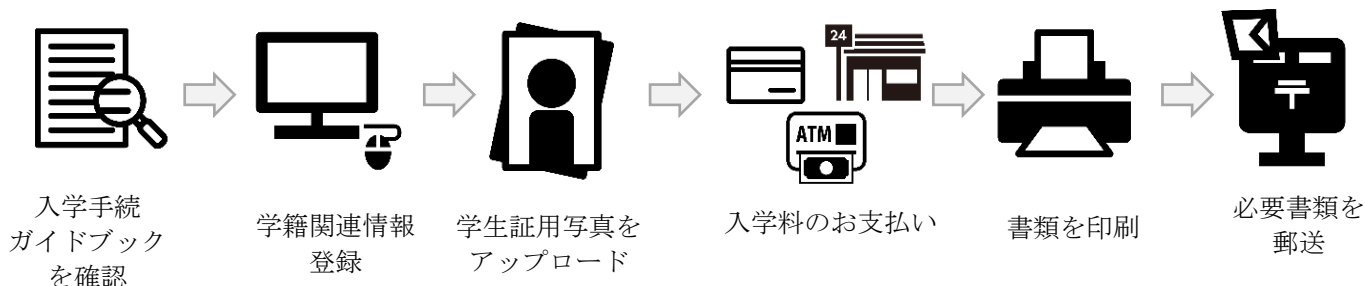 24
ATM
入学手続
ガイドブック
を確認
学籍関連情報
登録
学生証用写真を
アップロード
入学料のお支払い
書類を印刷
必要書類を
郵送